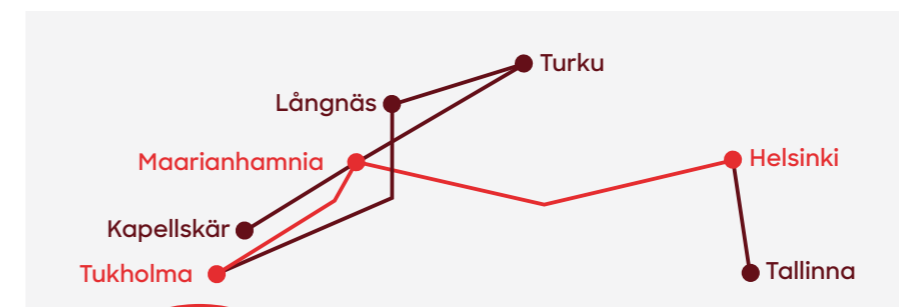 Turku
Långnäs
Maarianhamnia
Helsinki
Kapellskär
Tukholma
Tallinna